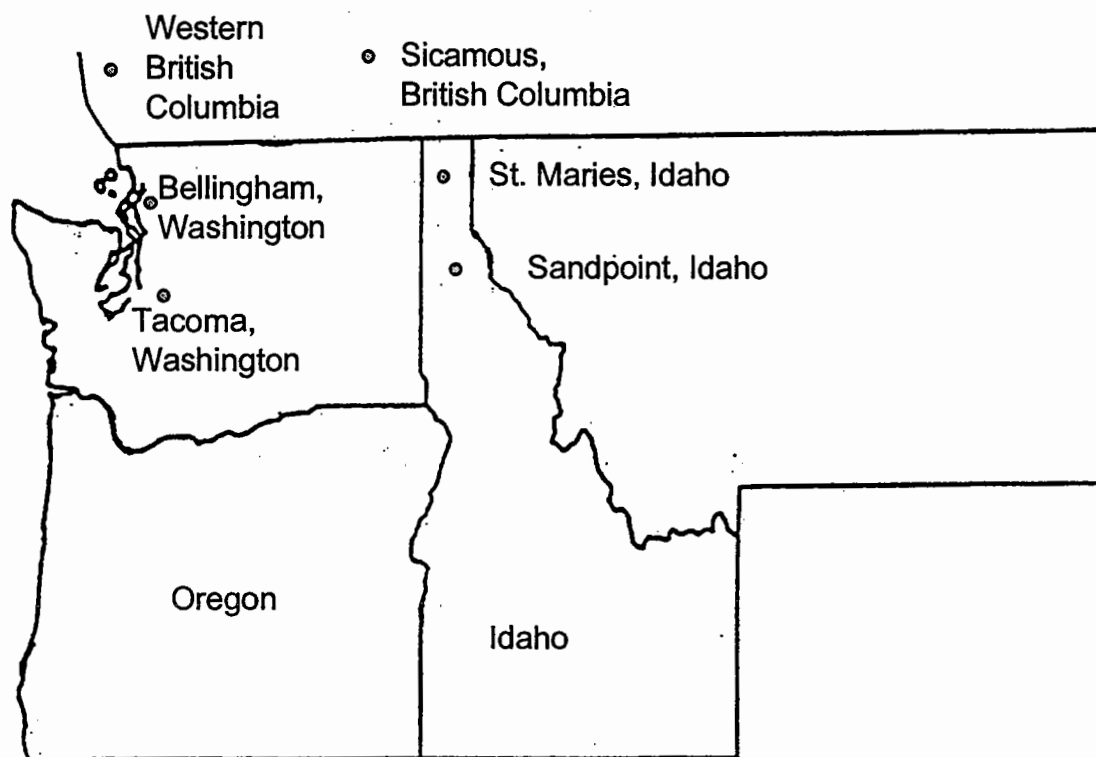 Western
British
Columbia
Sicamous,
British Columbia
St. Maries, Idaho
Bellingham,
Washington
Sandpoint, Idaho
Tacoma,
Washington
Oregon
Idaho